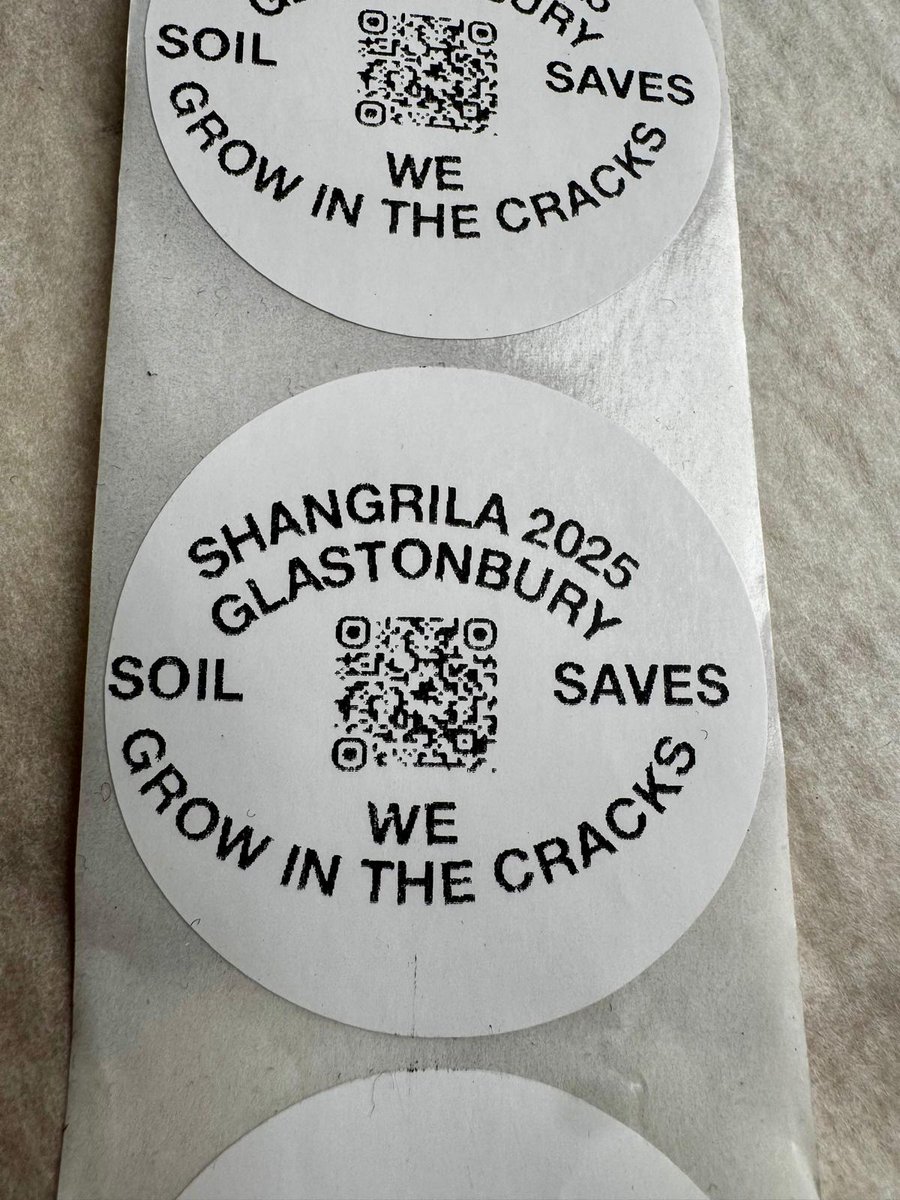 SOIL
SAVES
WE
GROW IN THE CRACKS
SHANGRILA 2025
GLASTONBURY
SOIL
SAVES
WE
GROW IN THE CRACKS